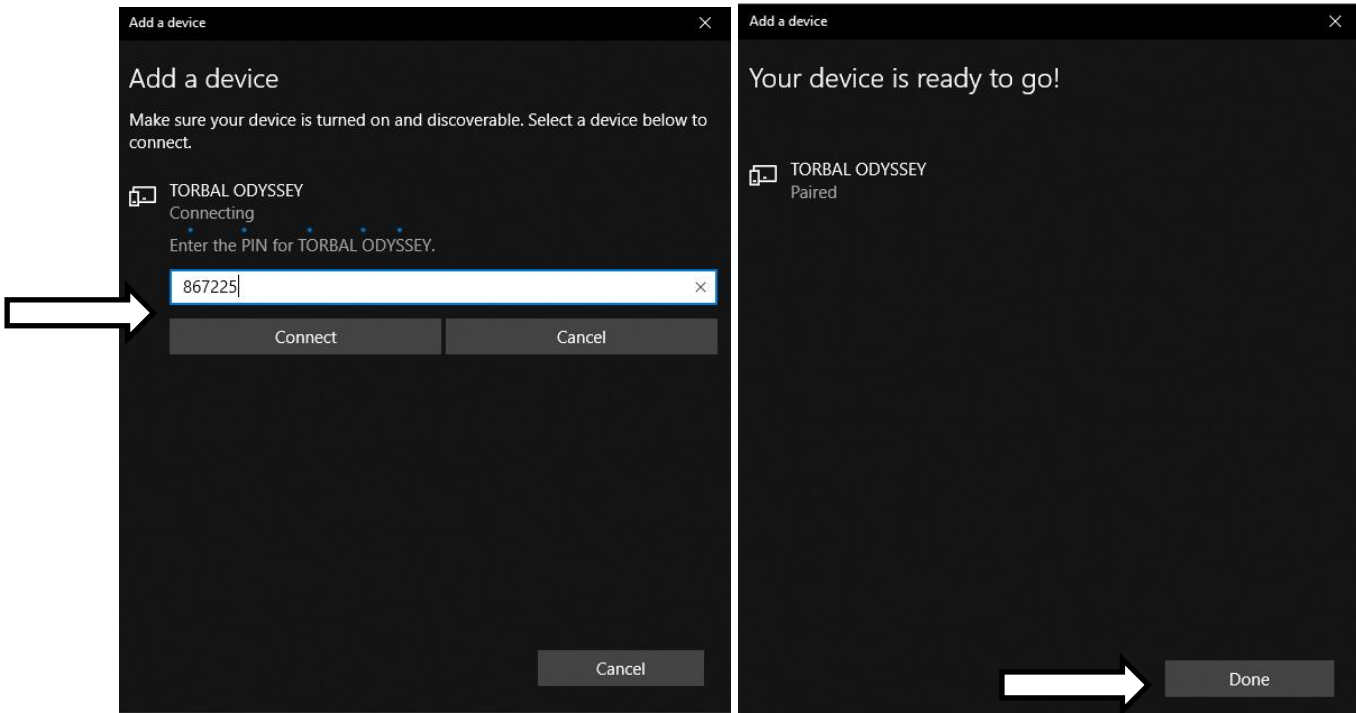 Add a device
Add a device
Make sure your device is turned on and discoverable. Select a device below to
connect.
TORBAL ODYSSEY
Connecting
Enter the PIN for TORBAL ODYSSEY.
867225
Connect
Cancel
Cancel
Add a device
Your device is ready to go!
TORBAL ODYSSEY
Paired
Done